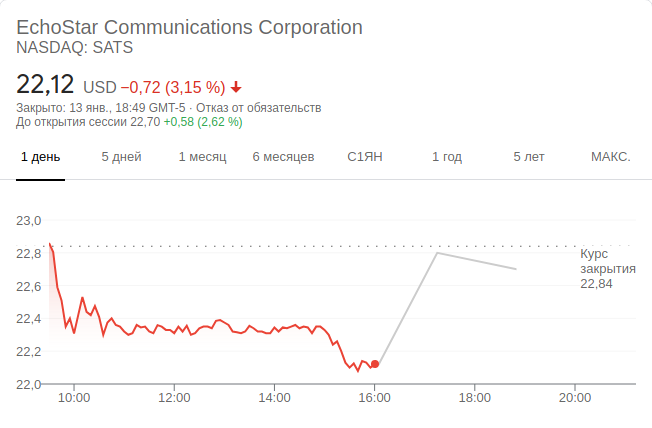 EchoStar Communications Corporation
NASDAQ: SATS
22,12 USD −0,72 (3,15 %)
Закрыто: 13 янв., 18:49 GMT-5 · Отказ от обязательств
До открытия сессии 22,70 +0,58 (2,62 %)
1 день 5 дней 1 месяц 6 месяцев С1ЯН 1 год 5 лет МАКС.
23,0
22,8
22,6
22,4
22,2
22,0
Курс
закрытия
22,84
10:00 12:00 14:00 16:00 18:00 20:00